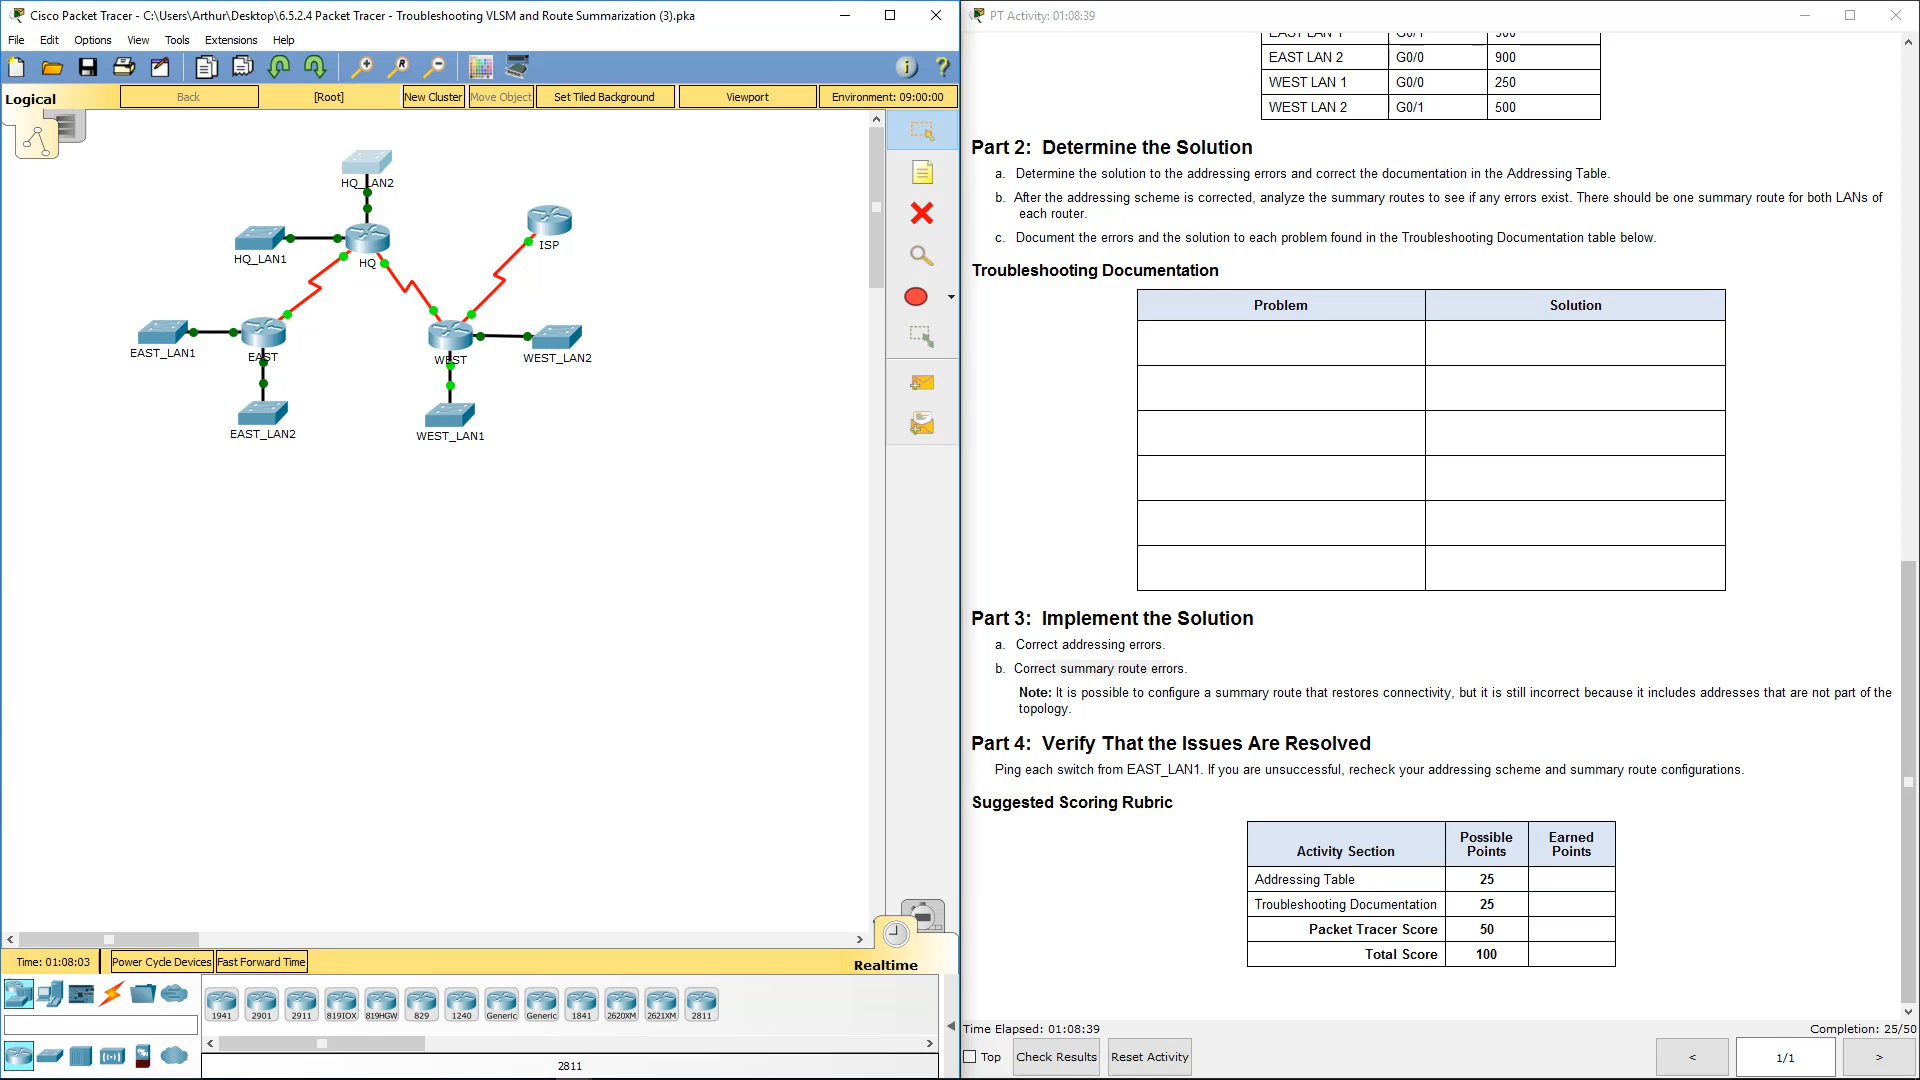 Cisco Packet Tracer - C:\Users\Arthur\Desktop\6.5.2.4 Packet Tracer - Troubleshooting VLSM and Route Summarization (3).pka
File Edit Options View Tools Extensions Help
Logical
Back
[Root]
New Cluster
Move Object
Set Tiled Background
Viewport
Environment: 09:00:00
HQ_LAN2
ISP
HQ_LAN1
HQ
EAST_LAN1
EAST
WEST
WEST_LAN2
EAST_LAN2
WEST_LAN1
Time: 01:08:03
Power Cycle Devices
Fast Forward Time
Realtime
1941
2901
2911
819IOX
819HGW
829
1240
Generic
Generic
1841
2620XM
2621XM
2811
2811
PT Activity: 01:08:39
EAST LAN 1 G0/1 500
EAST LAN 2 G0/0 900
WEST LAN 1 G0/0 250
WEST LAN 2 G0/1 500
Part 2: Determine the Solution
a. Determine the solution to the addressing errors and correct the documentation in the Addressing Table.
b. After the addressing scheme is corrected, analyze the summary routes to see if any errors exist. There should be one summary route for both LANs of
each router.
c. Document the errors and the solution to each problem found in the Troubleshooting Documentation table below.
Troubleshooting Documentation
Problem Solution
Part 3: Implement the Solution
a. Correct addressing errors.
b. Correct summary route errors.
Note: It is possible to configure a summary route that restores connectivity, but it is still incorrect because it includes addresses that are not part of the
topology.
Part 4: Verify That the Issues Are Resolved
Ping each switch from EAST_LAN1. If you are unsuccessful, recheck your addressing scheme and summary route configurations.
Suggested Scoring Rubric
Activity Section Possible Points Earned Points
Addressing Table 25
Troubleshooting Documentation 25
Packet Tracer Score 50
Total Score 100
Time Elapsed: 01:08:39
Completion: 25/50
Top
Check Results
Reset Activity
<
1/1
>